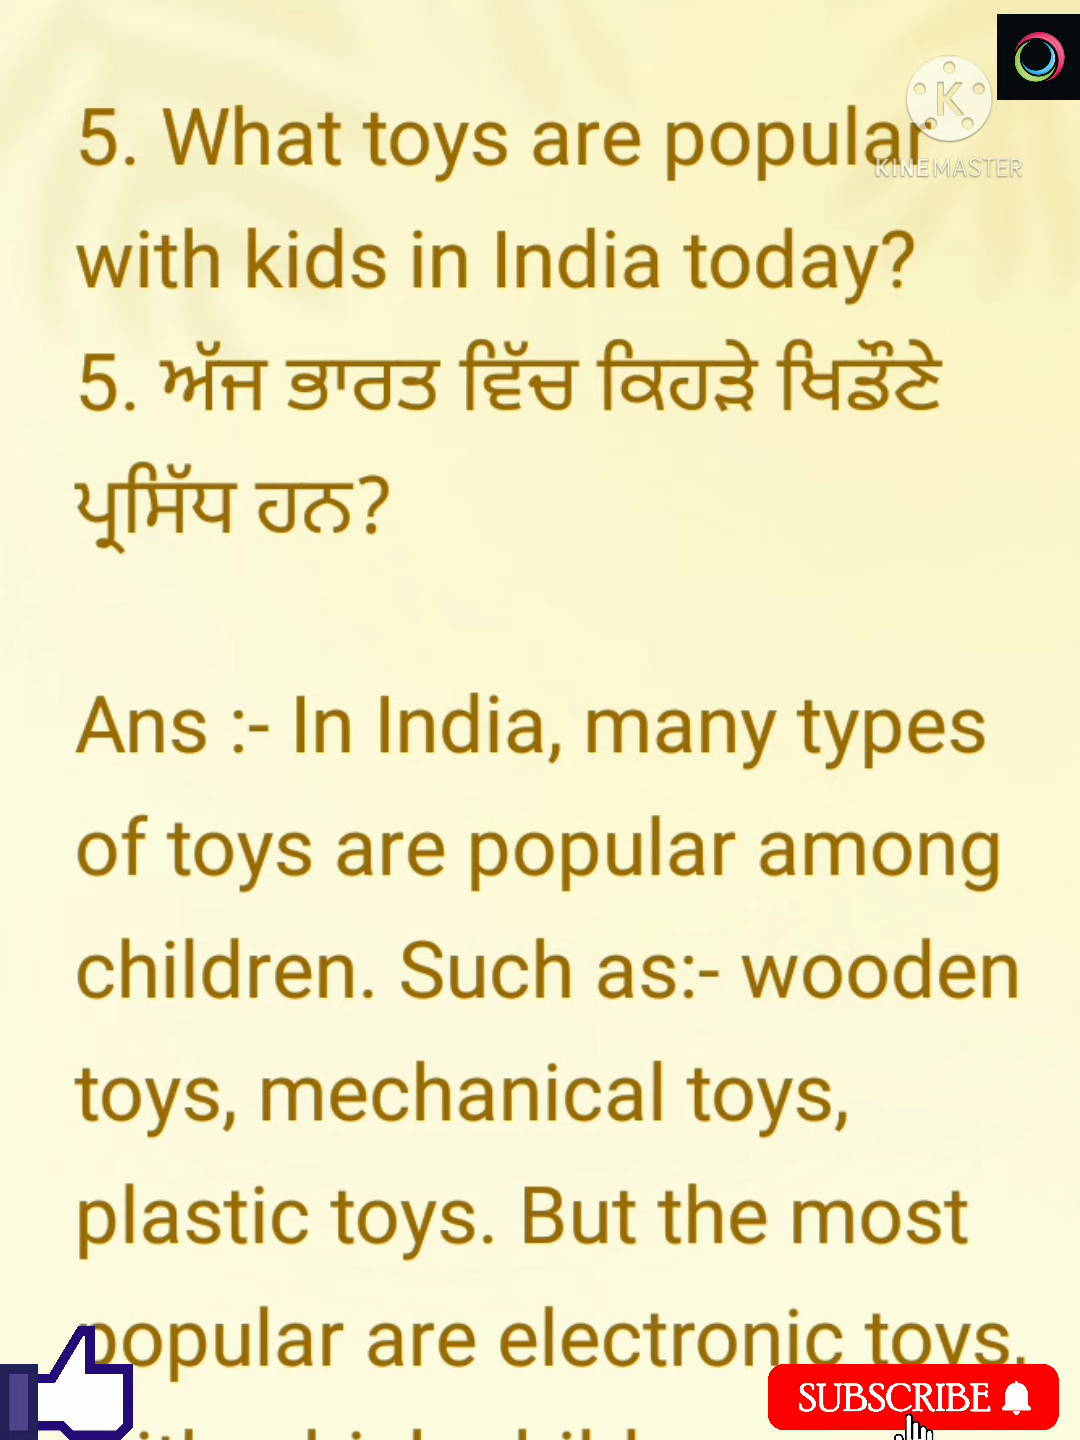 5. What toys are popular
KINEMASTER
with kids in India today?
5. ਅੱਜ ਭਾਰਤ ਵਿੱਚ ਕਿਹੜੇ ਖਿਡੌਣੇ
ਪ੍ਰਸਿੱਧ ਹਨ?
Ans :- In India, many types
of toys are popular among
children. Such as:- wooden
toys, mechanical toys,
plastic toys. But the most
popular are electronic toys,
SUBSCRIBE